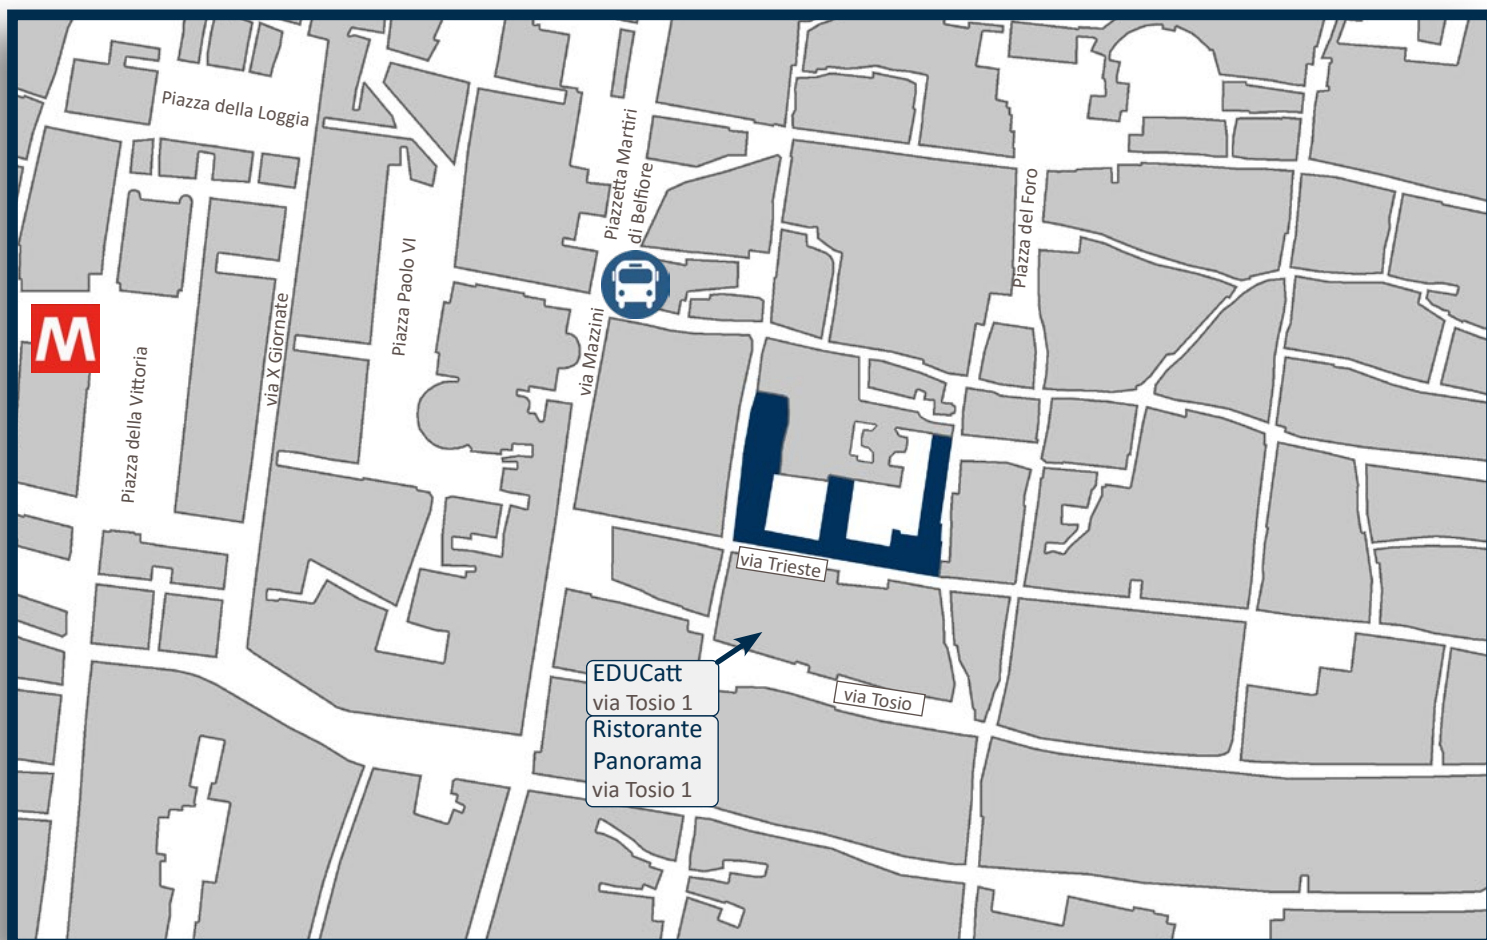 Piazza della Loggia
Piazzetta Martiri
di Belfiore
Piazza del Foro
Piazza Paolo VI
via X Giornate
via Mazzini
M
Piazza della Vittoria
via Trieste
EDUCatt
via Tosio 1
Ristorante
Panorama
via Tosio 1
via Tosio